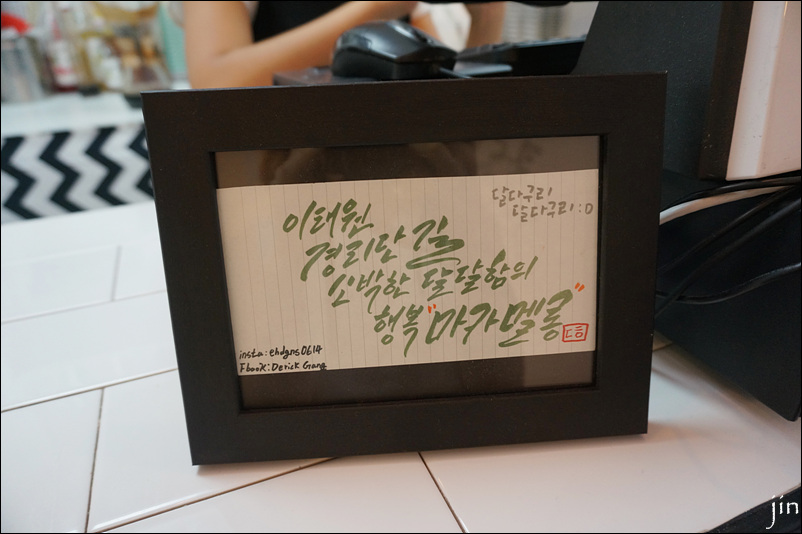 달다구리
달다구리:D
이태원
경리단 길
소박한 달달함의
행복 "마카멜롱"
insta: ehdgns0614
Fbook: Derick Gang
jin